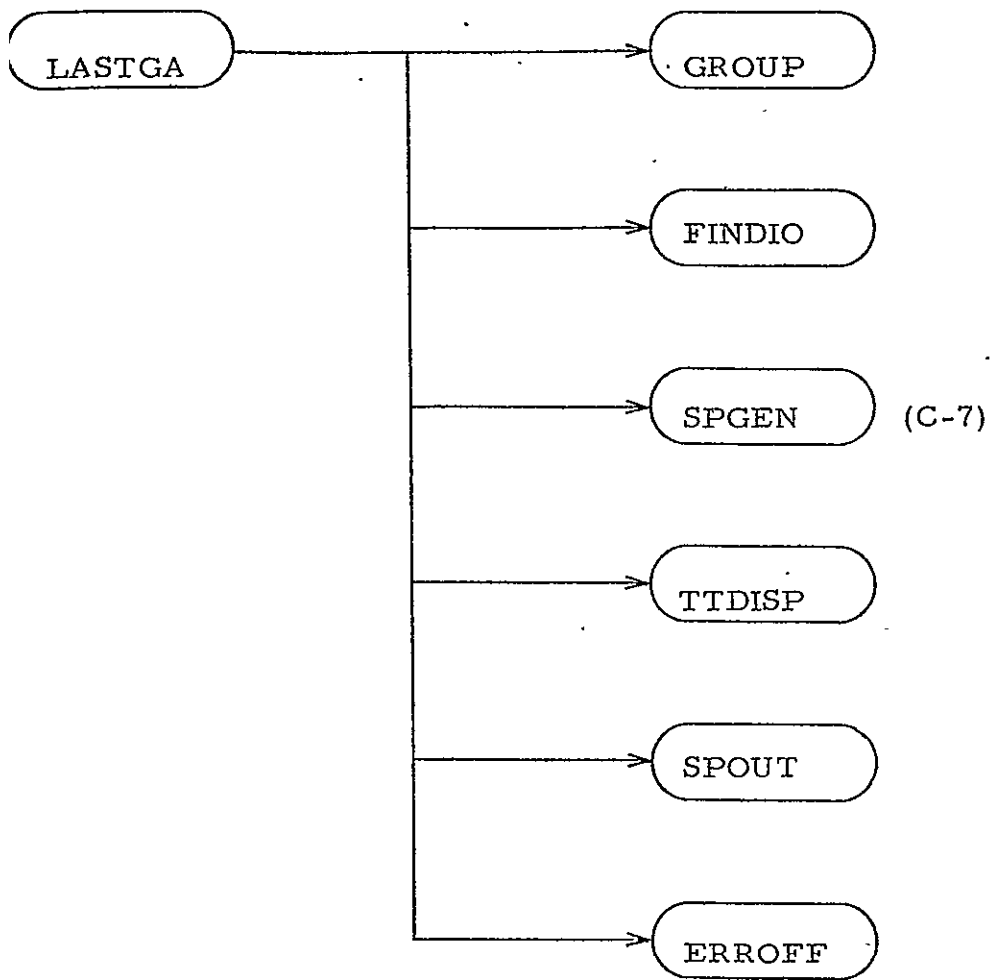 LASTGA
GROUP
FINDIO
SPGEN (C-7)
TTDISP
SPOUT
ERROFF